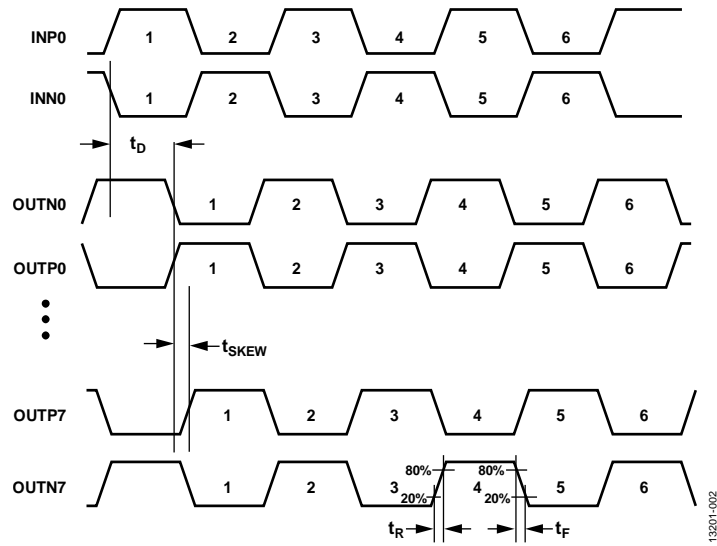 INP0 1 2 3 4 5 6
INN0 1 2 3 4 5 6
tD
OUTN0 1 2 3 4 5 6
OUTP0 1 2 3 4 5 6
tSKEW
OUTP7 1 2 3 4 5 6
OUTN7 1 2 3 80% 4 80% 5 6
20% 20%
tR tF
13201-002